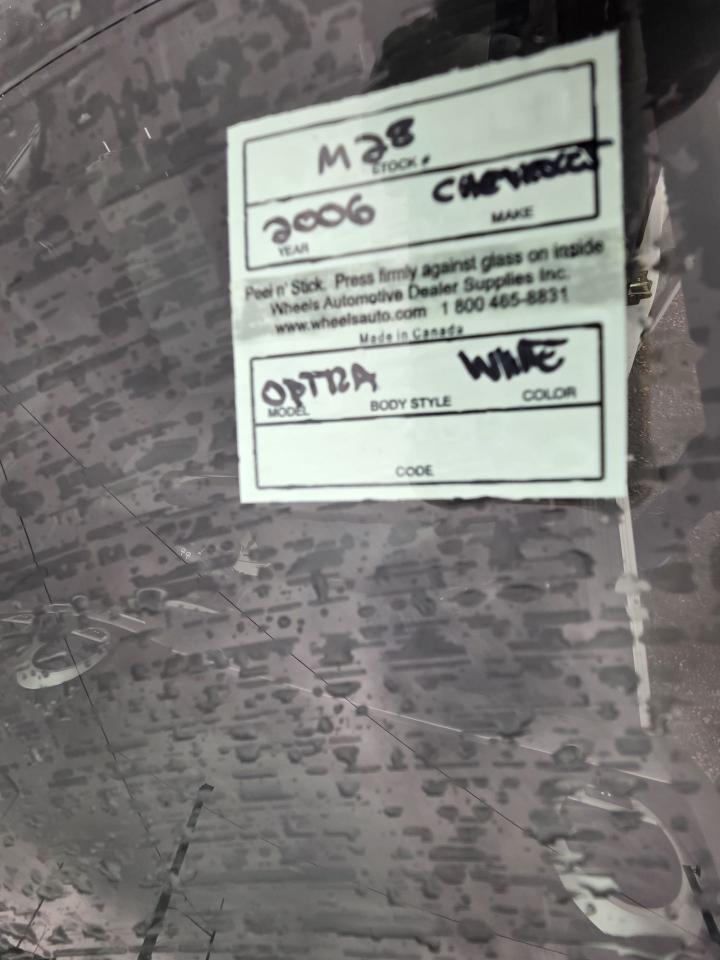 M28
STOCK #
2006 CHEVROLET
YEAR MAKE
Peel n' Stick. Press firmly against glass on inside
Wheels Automotive Dealer Supplies Inc.
www.wheelsauto.com 1 800 465-8831
Made in Canada
OPTRA WHITE
MODEL BODY STYLE COLOR
CODE